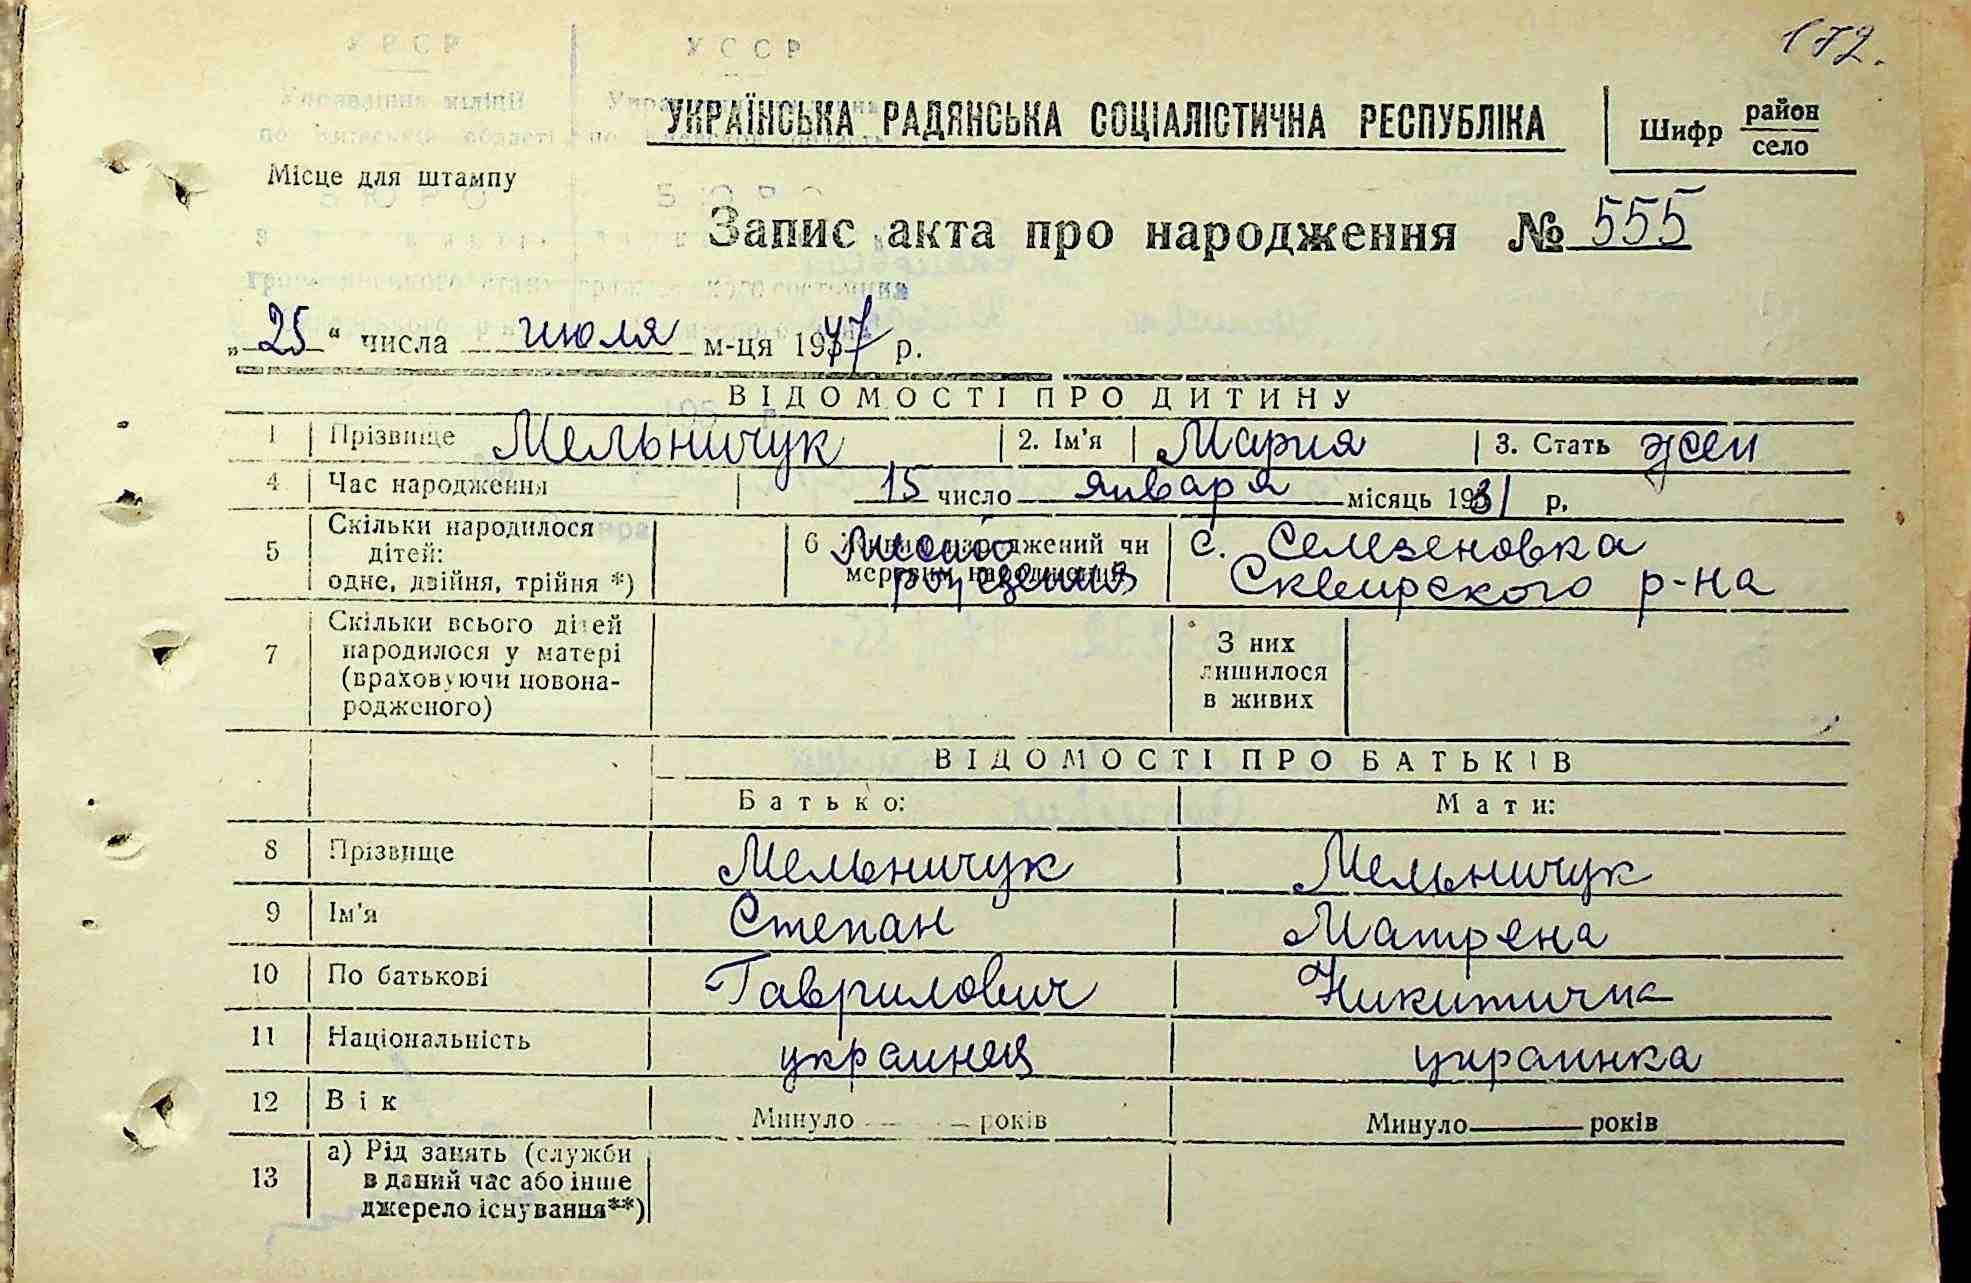 172.
УКРАЇНСЬКА РАДЯНСЬКА СОЦІАЛІСТИЧНА РЕСПУБЛІКА
Шифр район
село
Місце для штампу
Запис акта про народження № 555
„25“ числа июля м-ця 1947 р.
ВІДОМОСТІ ПРО ДИТИНУ
1 Прізвище Мельничук 2. Ім'я Мария 3. Стать жен
4 Час народження 15 число января місяць 1931 р.
5 Скільки народилося дітей: одне, двійня, трійня *)
6 Живим народжений чи мертвим народжений
Место рождения
с. Селезеновка
Сквирского р-на
7 Скільки всього дітей народилося у матері (враховуючи новонародженого)
З них лишилося в живих
ВІДОМОСТІ ПРО БАТЬКІВ
Батько: Мати:
8 Прізвище Мельничук Мельничук
9 Ім'я Степан Матрена
10 По батькові Гаврилович Никитична
11 Національність украинец украинка
12 Вік Минуло років Минуло років
13 а) Рід занять (служби в даний час або інше джерело існування**)